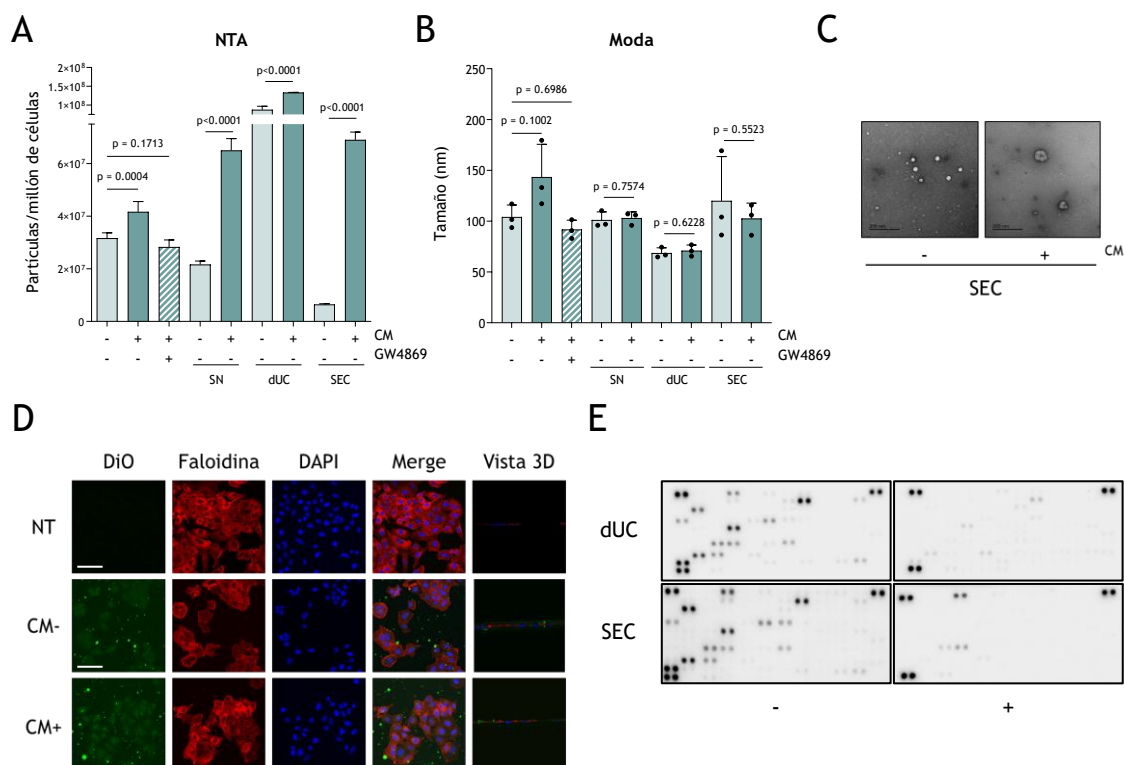 A
NTA
Partículas/millón de células
2×10⁸
1.5×10⁸
1×10⁸
6×10⁷
4×10⁷
2×10⁷
0
p = 0.1713
p = 0.0004
p<0.0001
p<0.0001
p<0.0001
- + + - + - + - + CM
- - + - - - - - - GW4869
SN dUC SEC
B
Moda
Tamaño (nm)
250
200
150
100
50
0
p = 0.6986
p = 0.1002
p = 0.7574
p = 0.6228
p = 0.5523
- + + - + - + - + CM
- - + - - - - - - GW4869
SN dUC SEC
C
- + CM
SEC
D
DiO Faloidina DAPI Merge Vista 3D
NT
CM-
CM+
E
dUC
SEC
- +